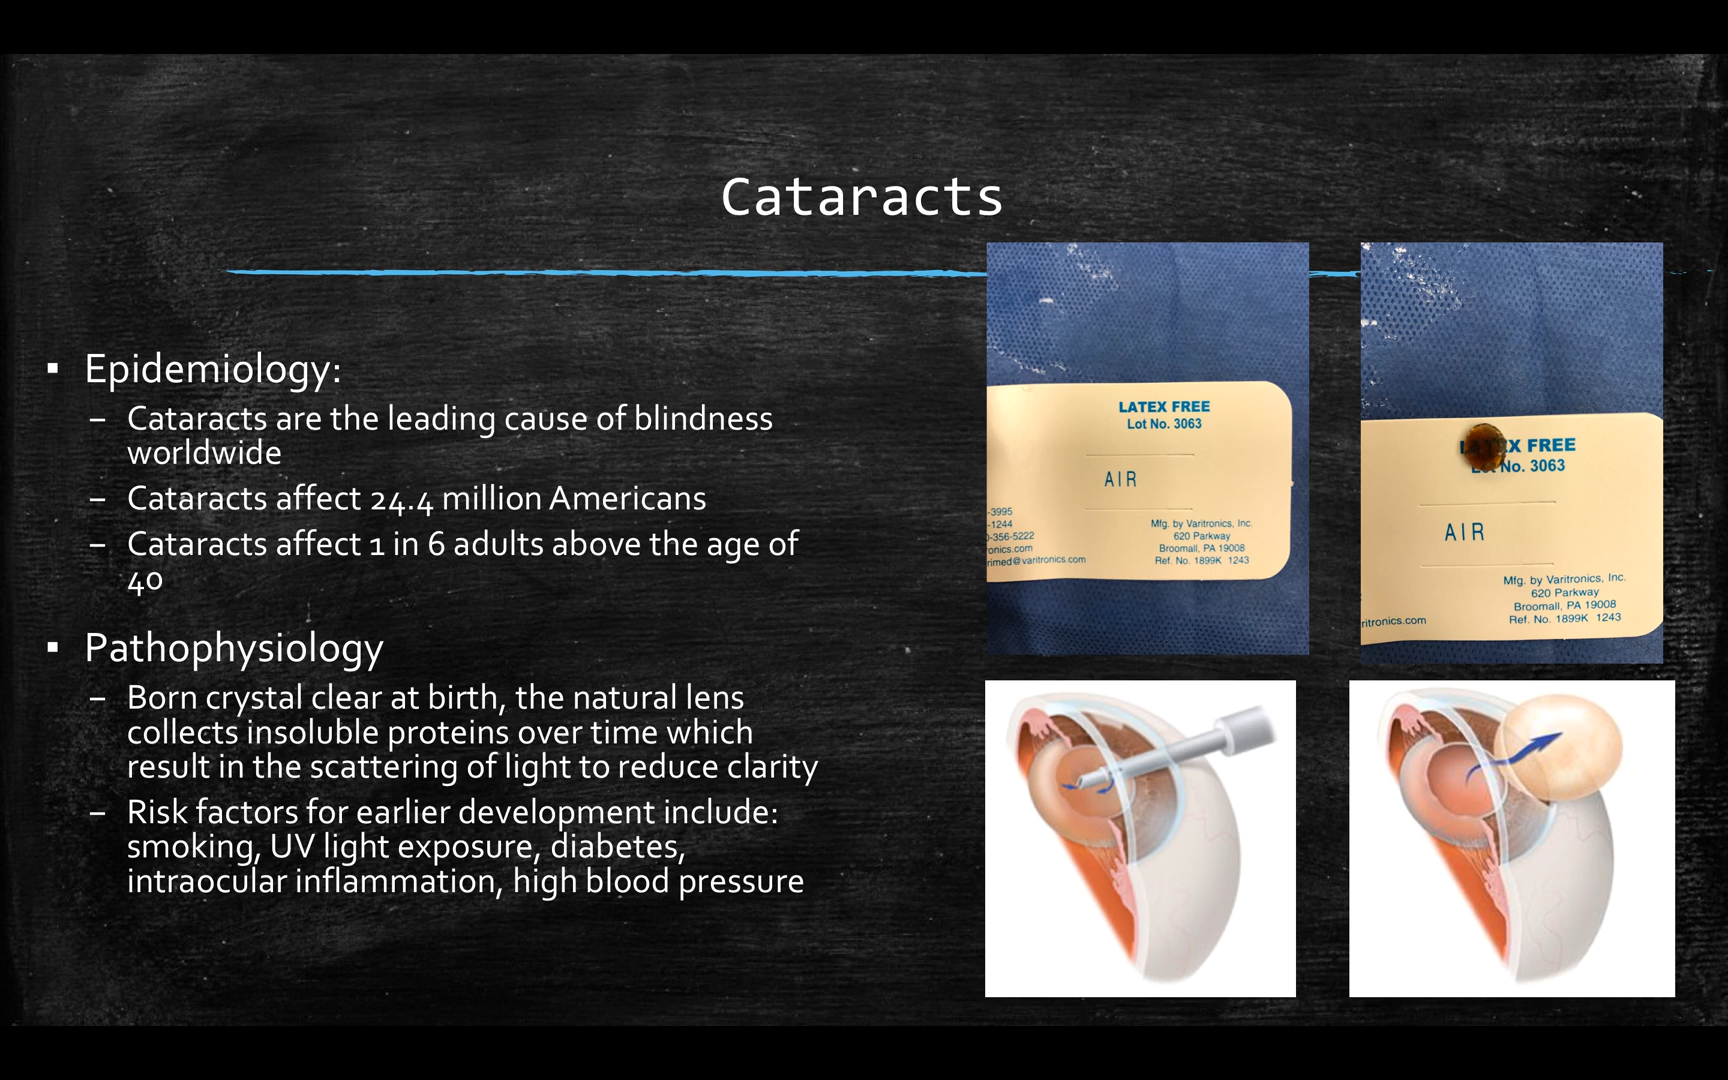 Cataracts
▪ Epidemiology:
– Cataracts are the leading cause of blindness
worldwide
– Cataracts affect 24.4 million Americans
– Cataracts affect 1 in 6 adults above the age of
40
▪ Pathophysiology
– Born crystal clear at birth, the natural lens
collects insoluble proteins over time which
result in the scattering of light to reduce clarity
– Risk factors for earlier development include:
smoking, UV light exposure, diabetes,
intraocular inflammation, high blood pressure
LATEX FREE
Lot No. 3063
AIR
-3995
-1244
0-356-5222
ronics.com
rimed@varitronics.com
Mfg. by Varitronics, Inc.
620 Parkway
Broomall, PA 19008
Ref. No. 1899K 1243
X FREE
No. 3063
AIR
Mfg. by Varitronics, Inc.
620 Parkway
Broomall, PA 19008
Ref. No. 1899K 1243
ritronics.com